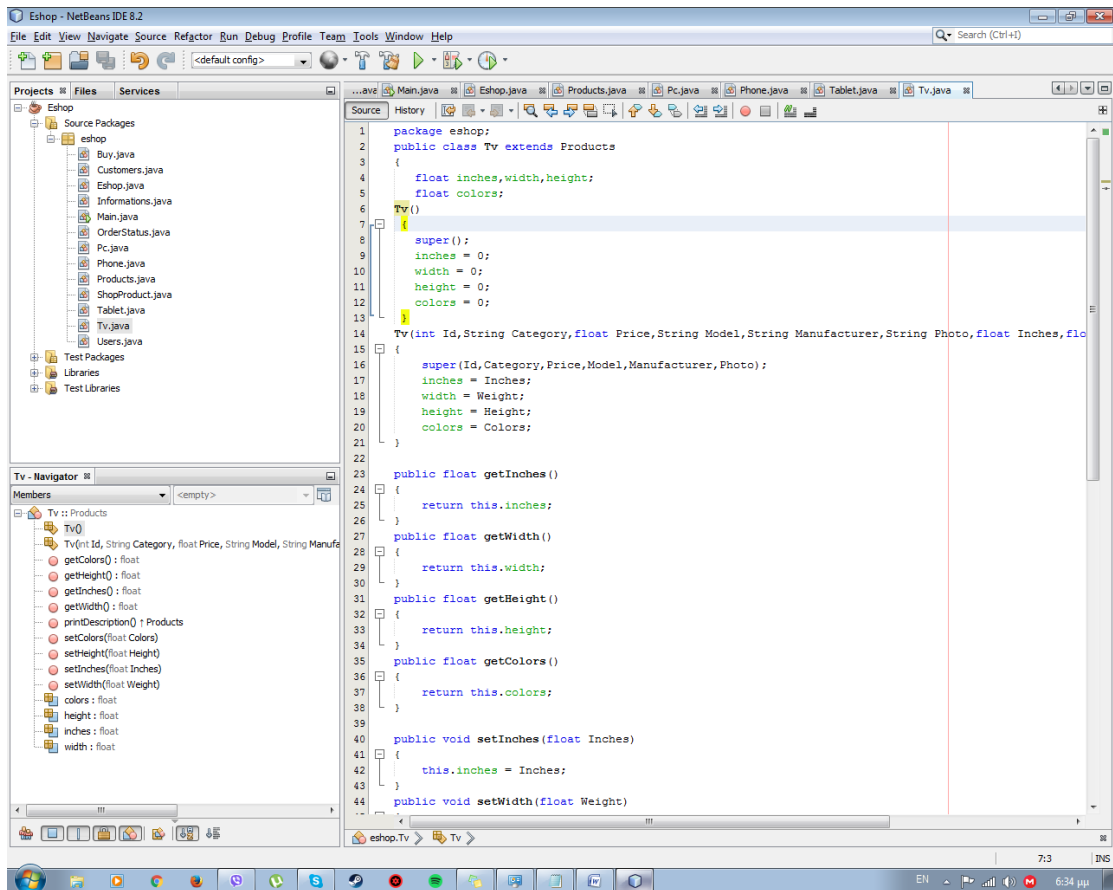 Eshop - NetBeans IDE 8.2
File Edit View Navigate Source Refactor Run Debug Profile Team Tools Window Help
Search (Ctrl+I)
<default config>
Projects Files Services
Eshop
Source Packages
eshop
Buy.java
Customers.java
Eshop.java
Informations.java
Main.java
OrderStatus.java
Pc.java
Phone.java
Products.java
ShopProduct.java
Tablet.java
Tv.java
Users.java
Test Packages
Libraries
Test Libraries
Tv - Navigator
Members <empty>
Tv :: Products
Tv()
Tv(int Id, String Category, float Price, String Model, String Manufa
getColors() : float
getHeight() : float
getInches() : float
getWidth() : float
printDescription() ↑ Products
setColors(float Colors)
setHeight(float Height)
setInches(float Inches)
setWidth(float Weight)
colors : float
height : float
inches : float
width : float
...ava Main.java Eshop.java Products.java Pc.java Phone.java Tablet.java Tv.java
Source History
1 package eshop;
2 public class Tv extends Products
3 {
4 float inches,width,height;
5 float colors;
6 Tv()
7 {
8 super();
9 inches = 0;
10 width = 0;
11 height = 0;
12 colors = 0;
13 }
14 Tv(int Id,String Category,float Price,String Model,String Manufacturer,String Photo,float Inches,flo
15 {
16 super(Id,Category,Price,Model,Manufacturer,Photo);
17 inches = Inches;
18 width = Weight;
19 height = Height;
20 colors = Colors;
21 }
22
23 public float getInches()
24 {
25 return this.inches;
26 }
27 public float getWidth()
28 {
29 return this.width;
30 }
31 public float getHeight()
32 {
33 return this.height;
34 }
35 public float getColors()
36 {
37 return this.colors;
38 }
39
40 public void setInches(float Inches)
41 {
42 this.inches = Inches;
43 }
44 public void setWidth(float Weight)
eshop.Tv Tv
7:3 INS
EN 6:34 μμ